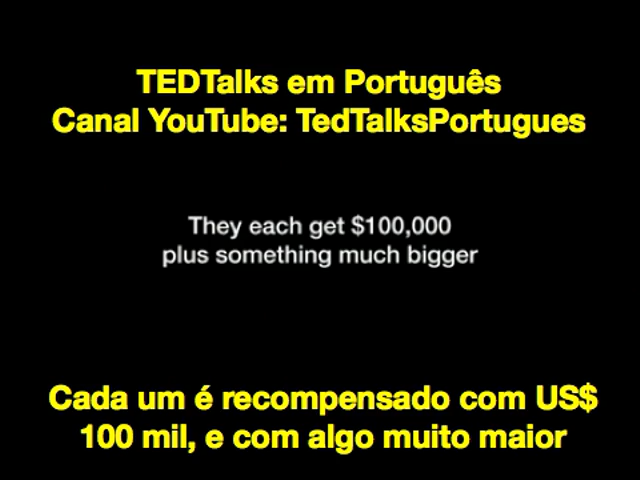 TEDTalks em Português
Canal YouTube: TedTalksPortugues
They each get $100,000
plus something much bigger
Cada um é recompensado com US$
100 mil, e com algo muito maior